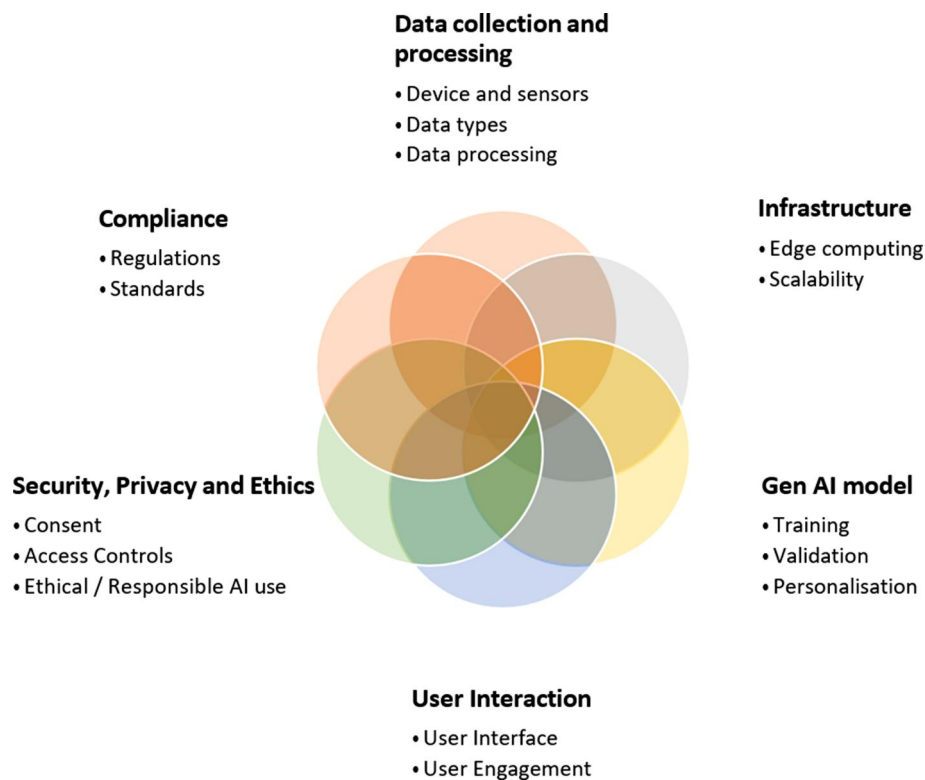 Data collection and
processing
• Device and sensors
• Data types
• Data processing
Compliance
• Regulations
• Standards
Infrastructure
• Edge computing
• Scalability
Security, Privacy and Ethics
• Consent
• Access Controls
• Ethical / Responsible AI use
Gen AI model
• Training
• Validation
• Personalisation
User Interaction
• User Interface
• User Engagement